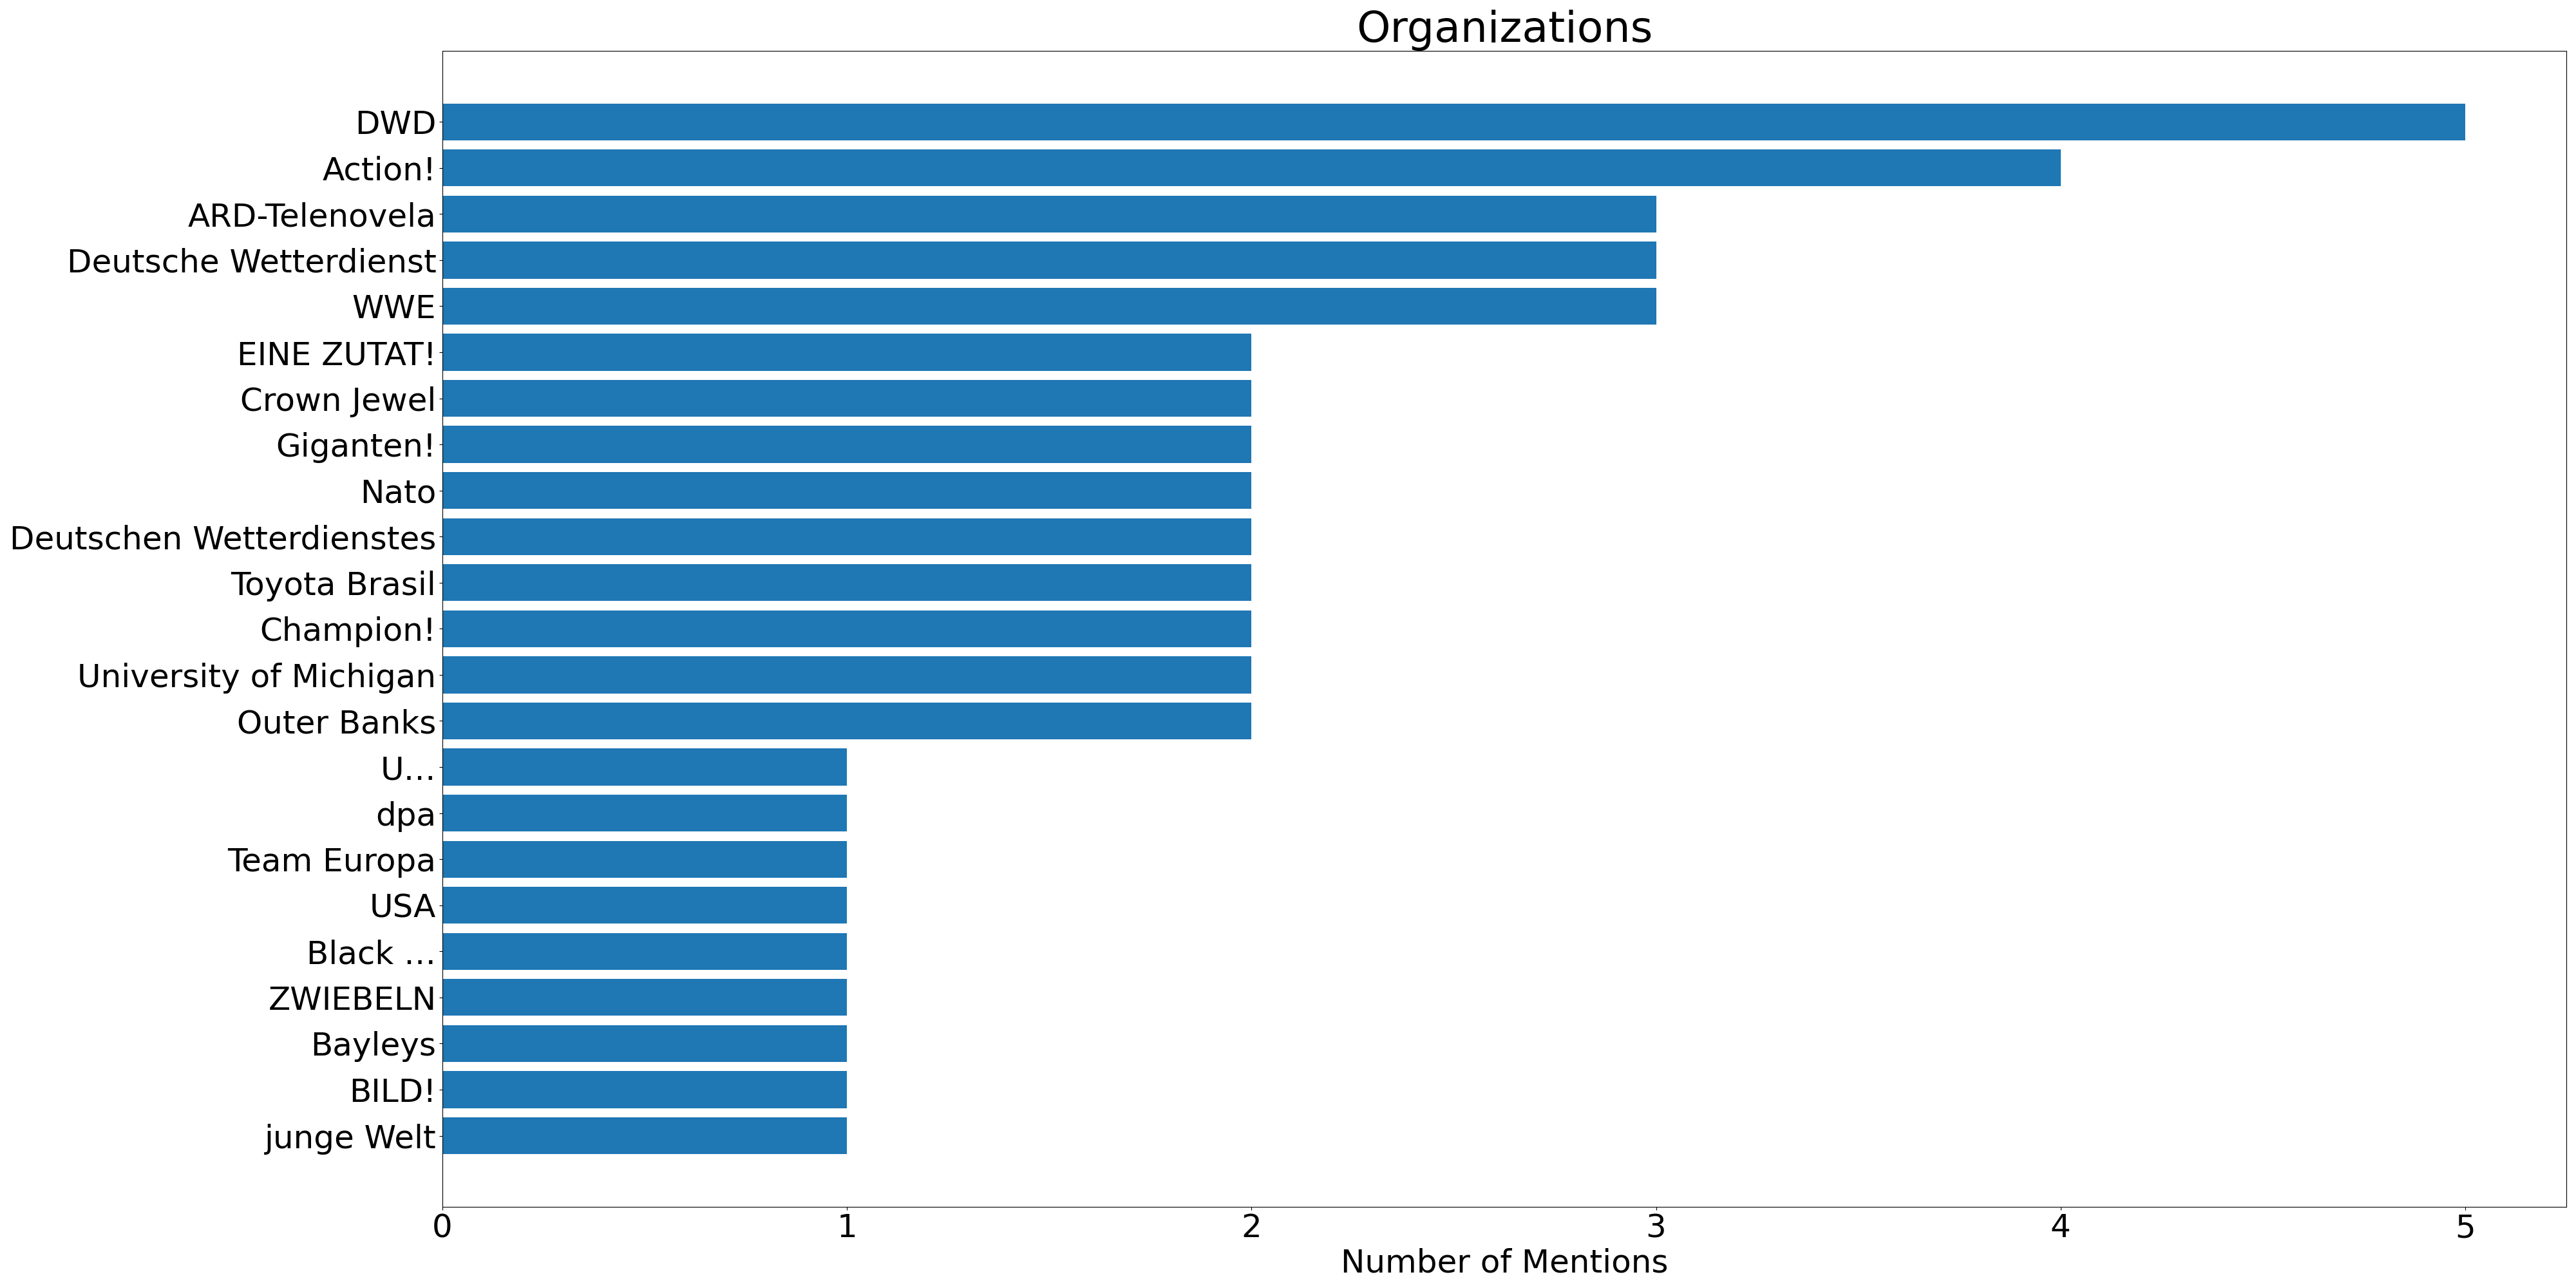 Organizations
DWD
Action!
ARD-Telenovela
Deutsche Wetterdienst
WWE
EINE ZUTAT!
Crown Jewel
Giganten!
Nato
Deutschen Wetterdienstes
Toyota Brasil
Champion!
University of Michigan
Outer Banks
U…
dpa
Team Europa
USA
Black …
ZWIEBELN
Bayleys
BILD!
junge Welt
0 1 2 3 4 5
Number of Mentions